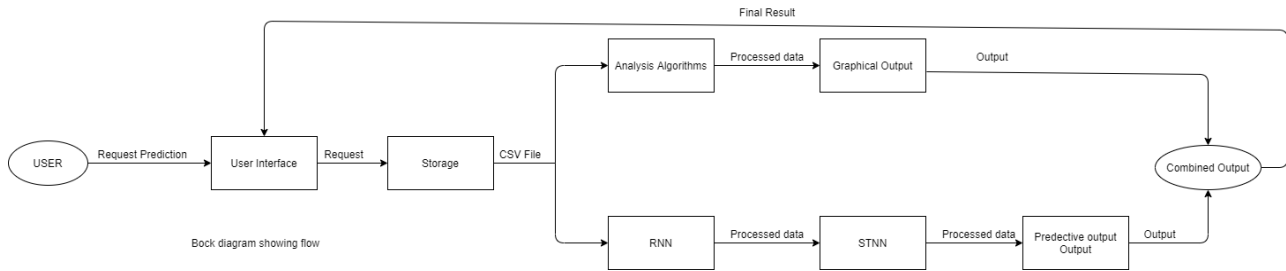 Final Result
Analysis Algorithms
Processed data
Graphical Output
Output
USER
Request Prediction
User Interface
Request
Storage
CSV File
Combined Output
Bock diagram showing flow
RNN
Processed data
STNN
Processed data
Predective output
Output
Output